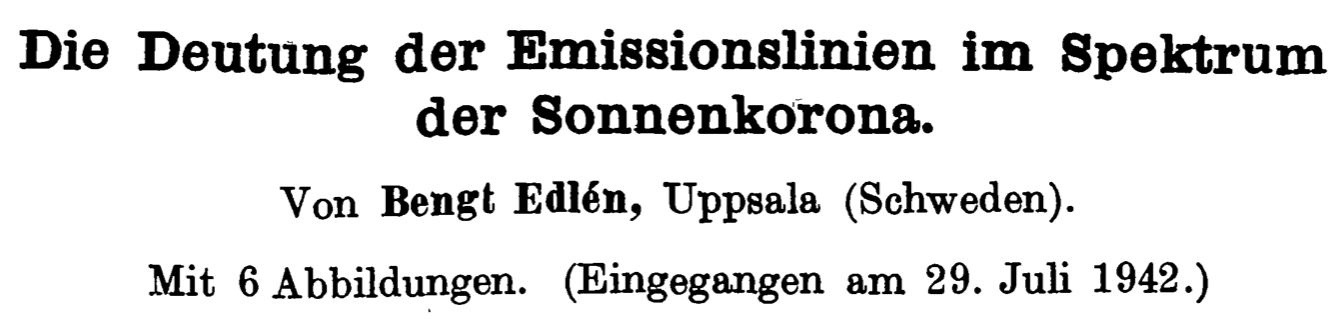 Die Deutung der Emissionslinien im Spektrum
der Sonnenkorona.
Von Bengt Edlén, Uppsala (Schweden).
Mit 6 Abbildungen. (Eingegangen am 29. Juli 1942.)